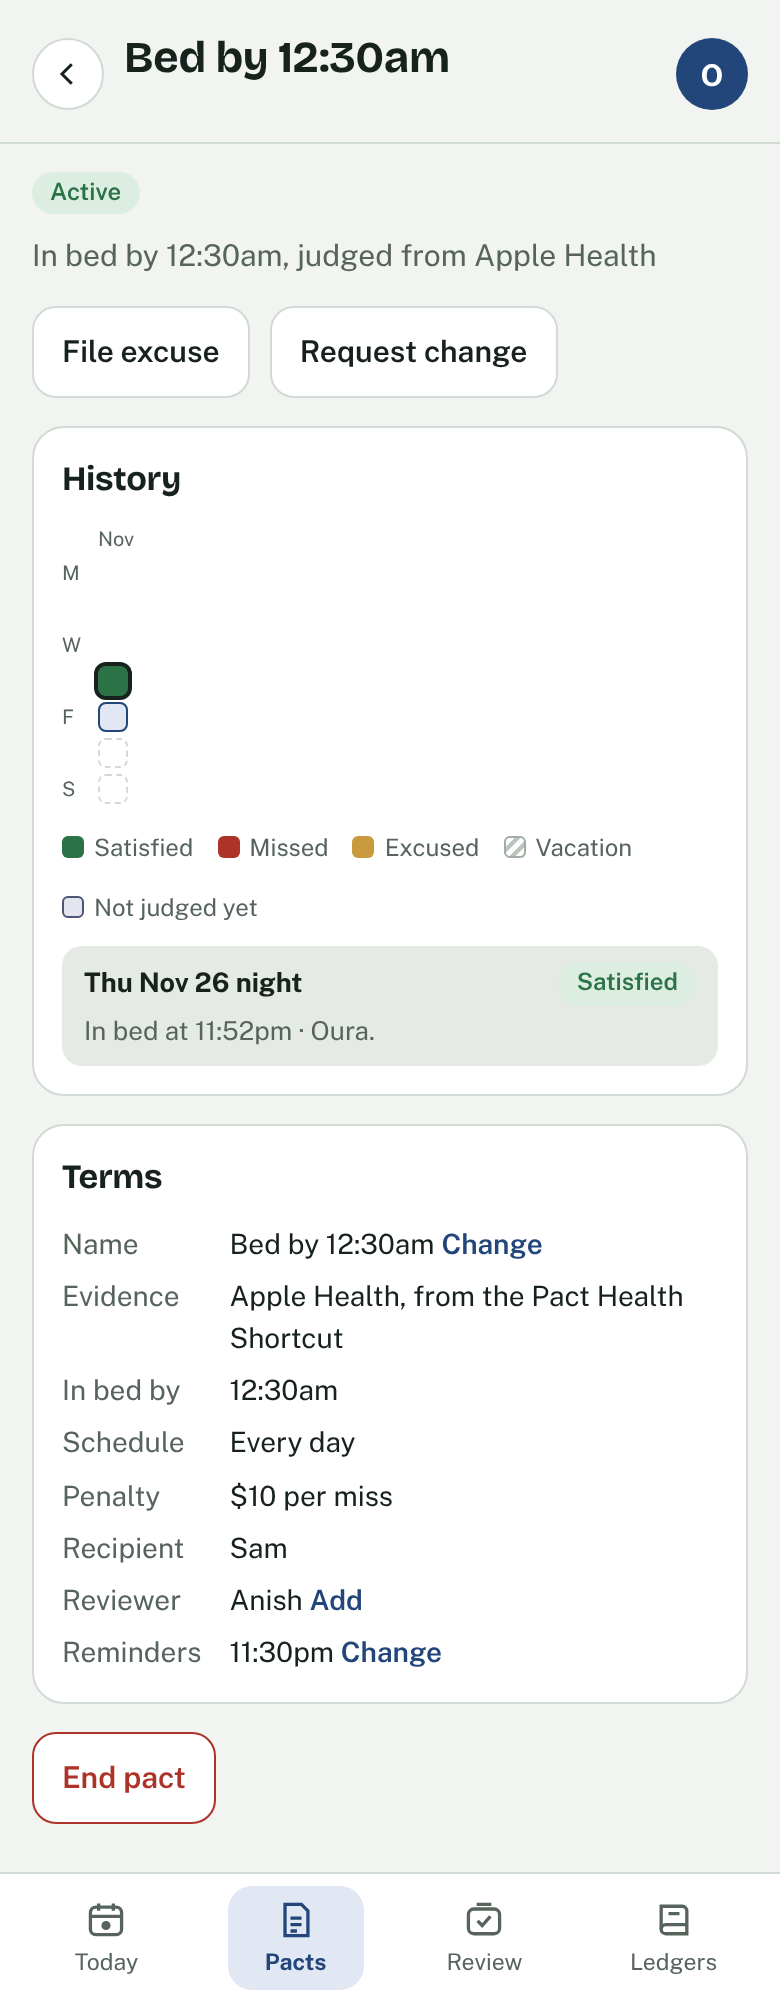 Bed by 12:30am
O
Active
In bed by 12:30am, judged from Apple Health
File excuse
Request change
History
Nov
M
W
F
S
Satisfied
Missed
Excused
Vacation
Not judged yet
Thu Nov 26 night
Satisfied
In bed at 11:52pm · Oura.
Terms
Name
Bed by 12:30am Change
Evidence
Apple Health, from the Pact Health
Shortcut
In bed by
12:30am
Schedule
Every day
Penalty
$10 per miss
Recipient
Sam
Reviewer
Anish Add
Reminders
11:30pm Change
End pact
Today
Pacts
Review
Ledgers